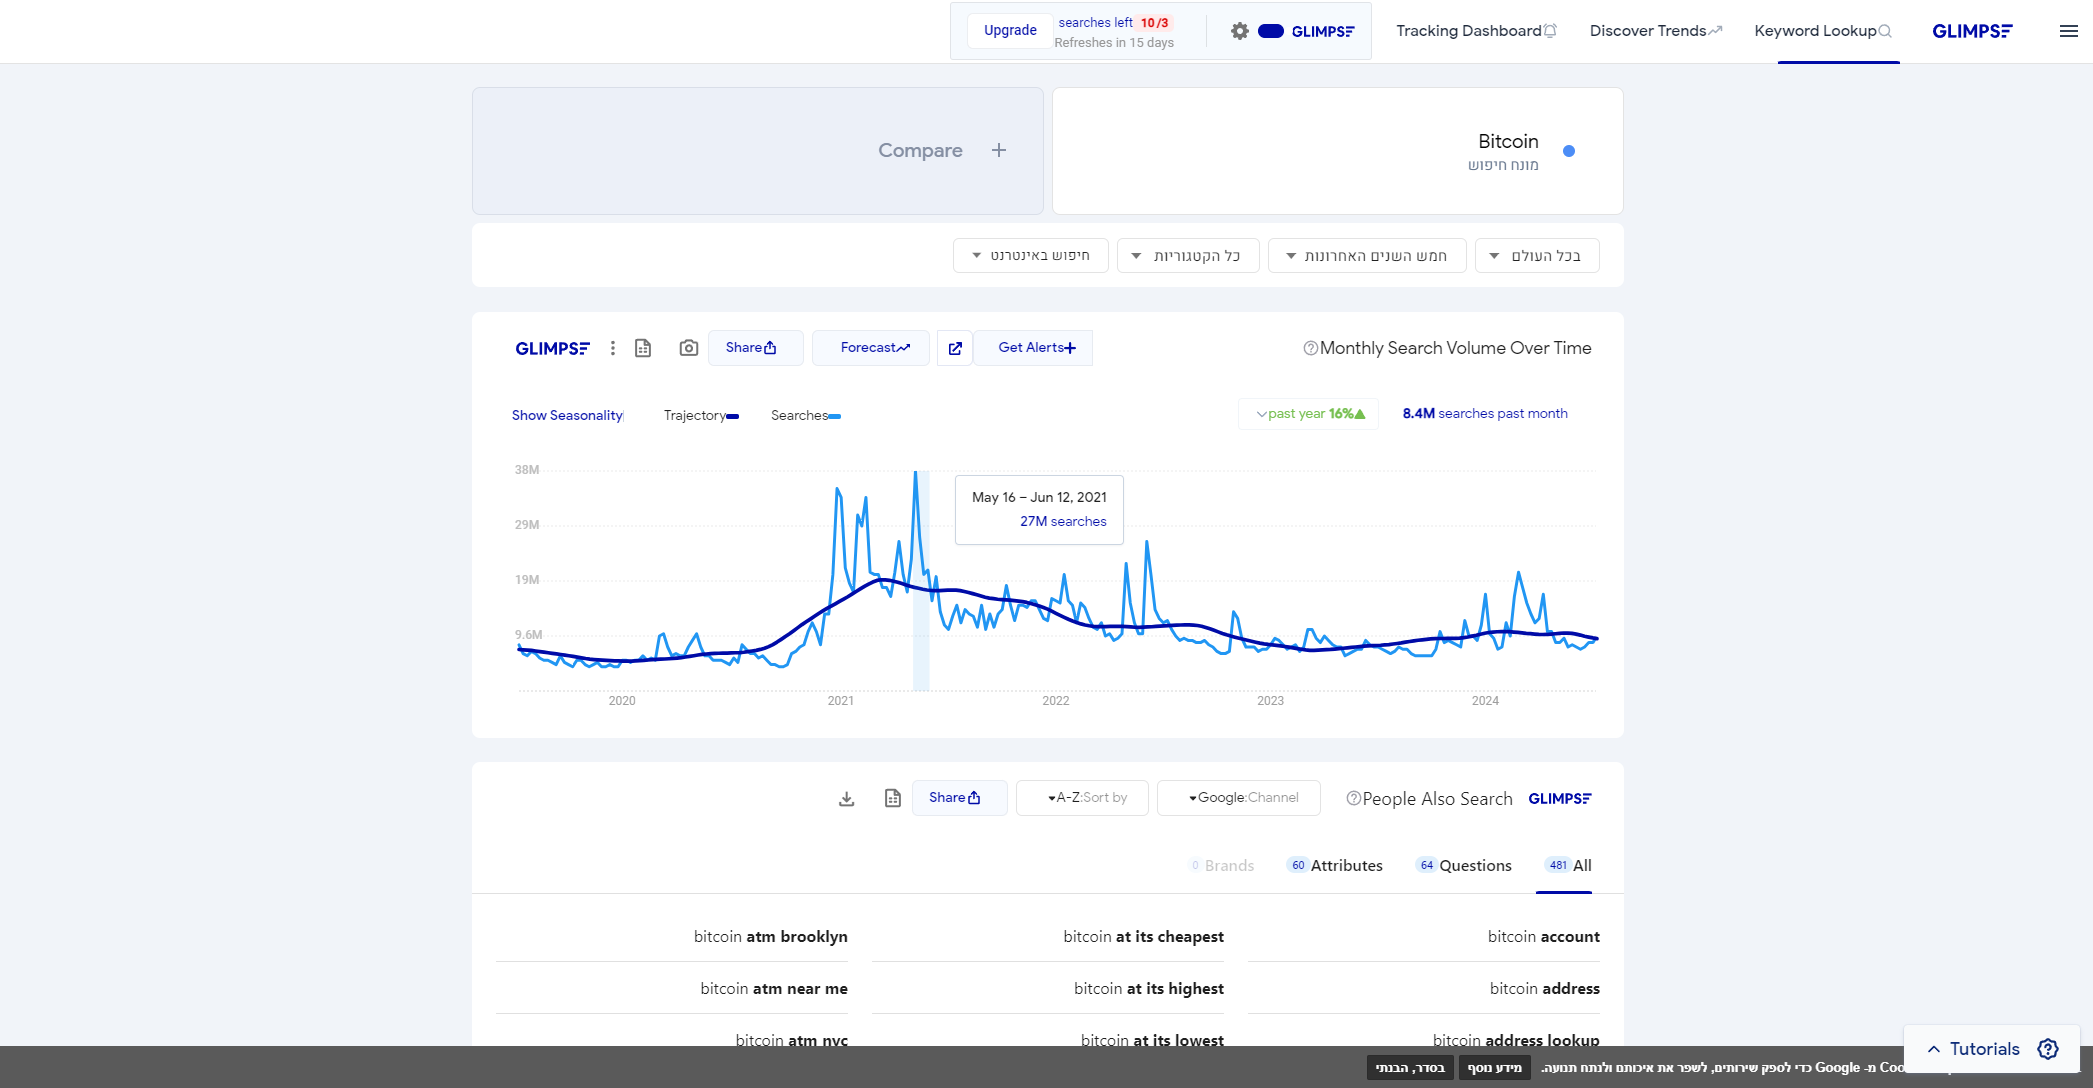 Upgrade
searches left 10/3
Refreshes in 15 days
GLIMPSE
Tracking Dashboard
Discover Trends
Keyword Lookup
GLIMPSE
Compare
Bitcoin
מונח חיפוש
בכל העולם
חמש השנים האחרונות
כל הקטגוריות
חיפוש באינטרנט
GLIMPSE
Share
Forecast
Get Alerts
Monthly Search Volume Over Time
Show Seasonality
Trajectory
Searches
past year 16%
8.4M searches past month
38M
29M
19M
9.6M
May 16 – Jun 12, 2021
27M searches
2020 2021 2022 2023 2024
Share
A-Z:Sort by
Google:Channel
People Also Search
GLIMPSE
0 Brands
60 Attributes
64 Questions
481 All
bitcoin atm brooklyn
bitcoin at its cheapest
bitcoin account
bitcoin atm near me
bitcoin at its highest
bitcoin address
bitcoin atm nyc
bitcoin at its lowest
bitcoin address lookup
מ- Google כדי לספק שירותים, לשפר את איכותם ולנתח תנועה.
מידע נוסף
בסדר, הבנתי
Tutorials